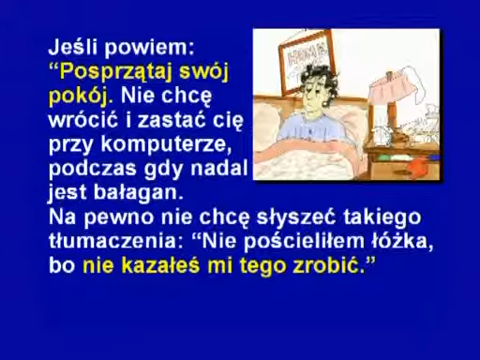 Jeśli powiem:
“Posprzątaj swój
pokój. Nie chcę
wrócić i zastać cię
przy komputerze,
podczas gdy nadal
jest bałagan.
Na pewno nie chcę słyszeć takiego
tłumaczenia: “Nie pościeliłem łóżka,
bo nie kazałeś mi tego zrobić.”
HOME